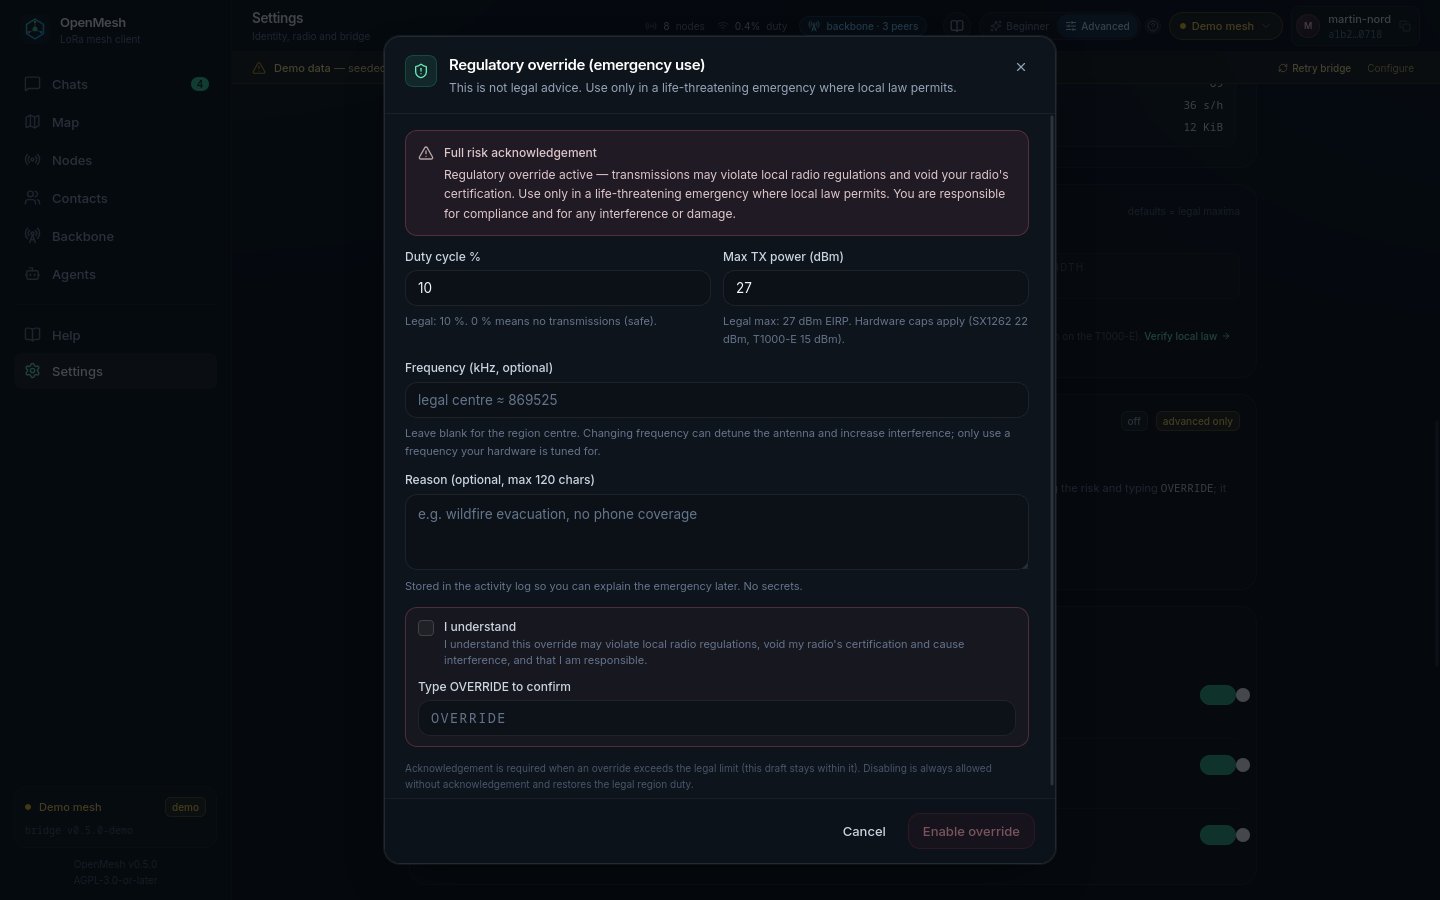 OpenMesh
LoRa mesh client
Chats 4
Map
Nodes
Contacts
Backbone
Agents
Help
Settings
Demo mesh demo
bridge v0.5.0-demo
OpenMesh v0.5.0
AGPL-3.0-or-later
Settings
Identity, radio and bridge
8 nodes 0.4% duty backbone · 3 peers Beginner Advanced Demo mesh M martin-nord
a1b2…0718
Demo data — seeded
Retry bridge Configure
36 s/h
12 KiB
defaults = legal maxima
on the T1000-E). Verify local law →
off advanced only
the risk and typing OVERRIDE; it
Regulatory override (emergency use)
This is not legal advice. Use only in a life-threatening emergency where local law permits.
Full risk acknowledgement
Regulatory override active — transmissions may violate local radio regulations and void your radio's
certification. Use only in a life-threatening emergency where local law permits. You are responsible
for compliance and for any interference or damage.
Duty cycle % Max TX power (dBm)
10 27
Legal: 10 %. 0 % means no transmissions (safe). Legal max: 27 dBm EIRP. Hardware caps apply (SX1262 22
dBm, T1000-E 15 dBm).
Frequency (kHz, optional)
legal centre ≈ 869525
Leave blank for the region centre. Changing frequency can detune the antenna and increase interference; only use a
frequency your hardware is tuned for.
Reason (optional, max 120 chars)
e.g. wildfire evacuation, no phone coverage
Stored in the activity log so you can explain the emergency later. No secrets.
I understand
I understand this override may violate local radio regulations, void my radio's certification and cause
interference, and that I am responsible.
Type OVERRIDE to confirm
OVERRIDE
Acknowledgement is required when an override exceeds the legal limit (this draft stays within it). Disabling is always allowed
without acknowledgement and restores the legal region duty.
Cancel Enable override